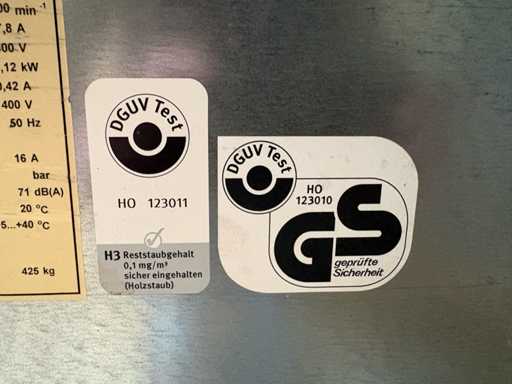 00 min⁻¹
7,8 A
400 V
,12 kW
0,42 A
400 V
50 Hz
16 A
bar
71 dB(A)
20 °C
5...+40 °C
425 kg
DGUV Test
HO 123011
H3 Reststaubgehalt
0,1 mg/m³
sicher eingehalten
(Holzstaub)
DGUV Test
HO
123010
GS
geprüfte
Sicherheit